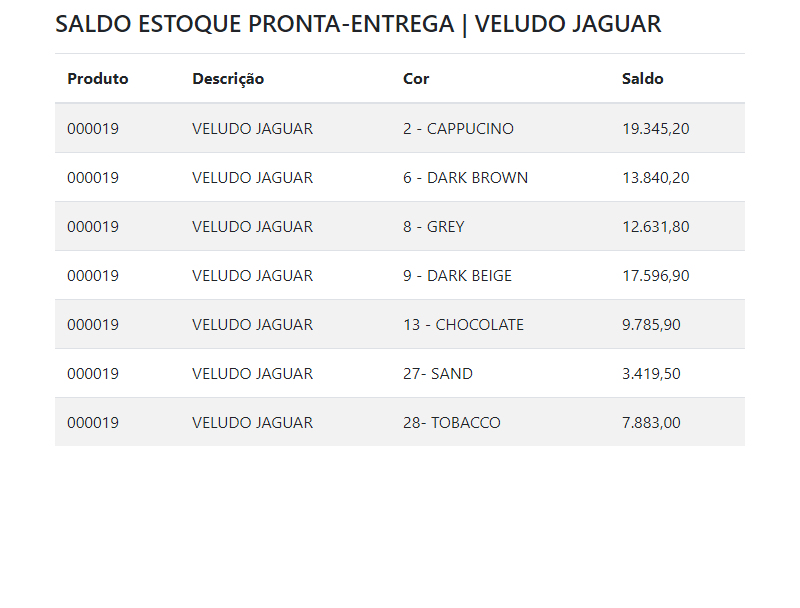 SALDO ESTOQUE PRONTA-ENTREGA | VELUDO JAGUAR
Produto Descrição Cor Saldo
000019 VELUDO JAGUAR 2 - CAPPUCINO 19.345,20
000019 VELUDO JAGUAR 6 - DARK BROWN 13.840,20
000019 VELUDO JAGUAR 8 - GREY 12.631,80
000019 VELUDO JAGUAR 9 - DARK BEIGE 17.596,90
000019 VELUDO JAGUAR 13 - CHOCOLATE 9.785,90
000019 VELUDO JAGUAR 27- SAND 3.419,50
000019 VELUDO JAGUAR 28- TOBACCO 7.883,00